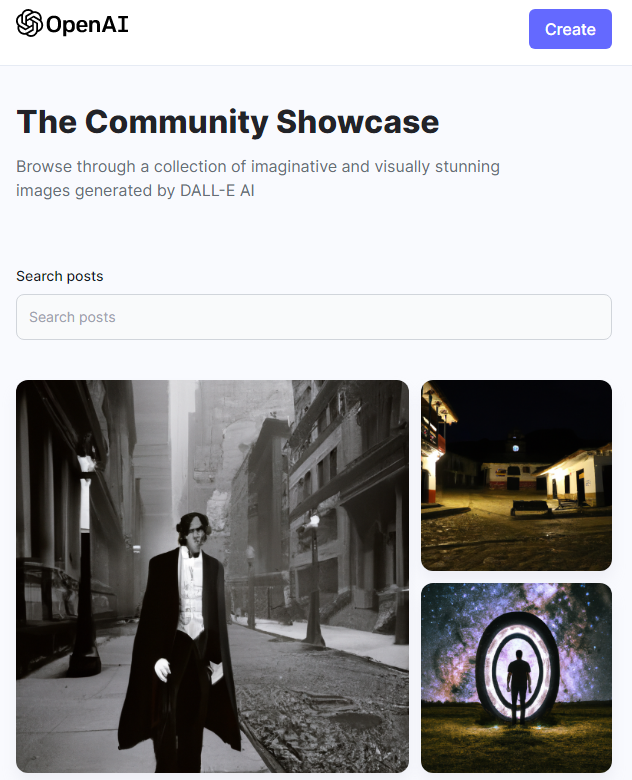 OpenAI
Create
The Community Showcase
Browse through a collection of imaginative and visually stunning
images generated by DALL-E AI
Search posts
Search posts